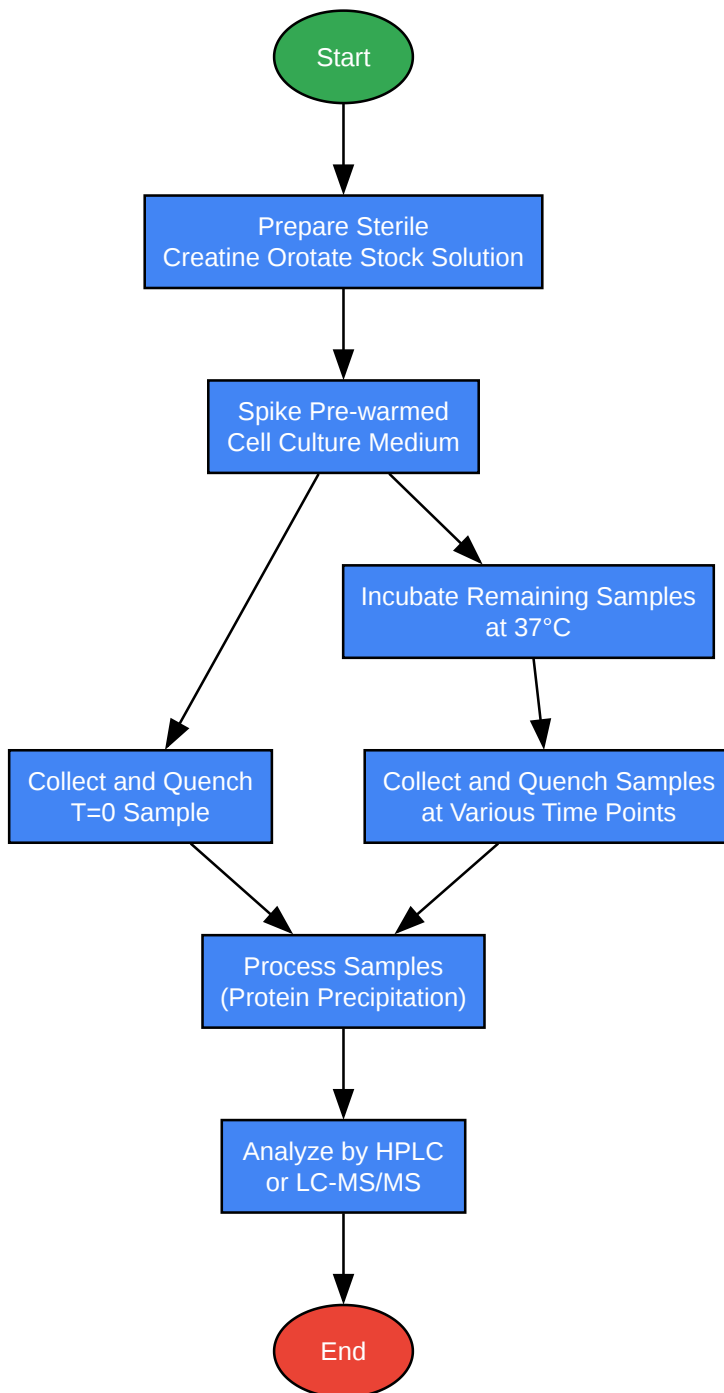 Start
Prepare Sterile
Creatine Orotate Stock Solution
Spike Pre-warmed
Cell Culture Medium
Incubate Remaining Samples
at 37°C
Collect and Quench
T=0 Sample
Collect and Quench Samples
at Various Time Points
Process Samples
(Protein Precipitation)
Analyze by HPLC
or LC-MS/MS
End